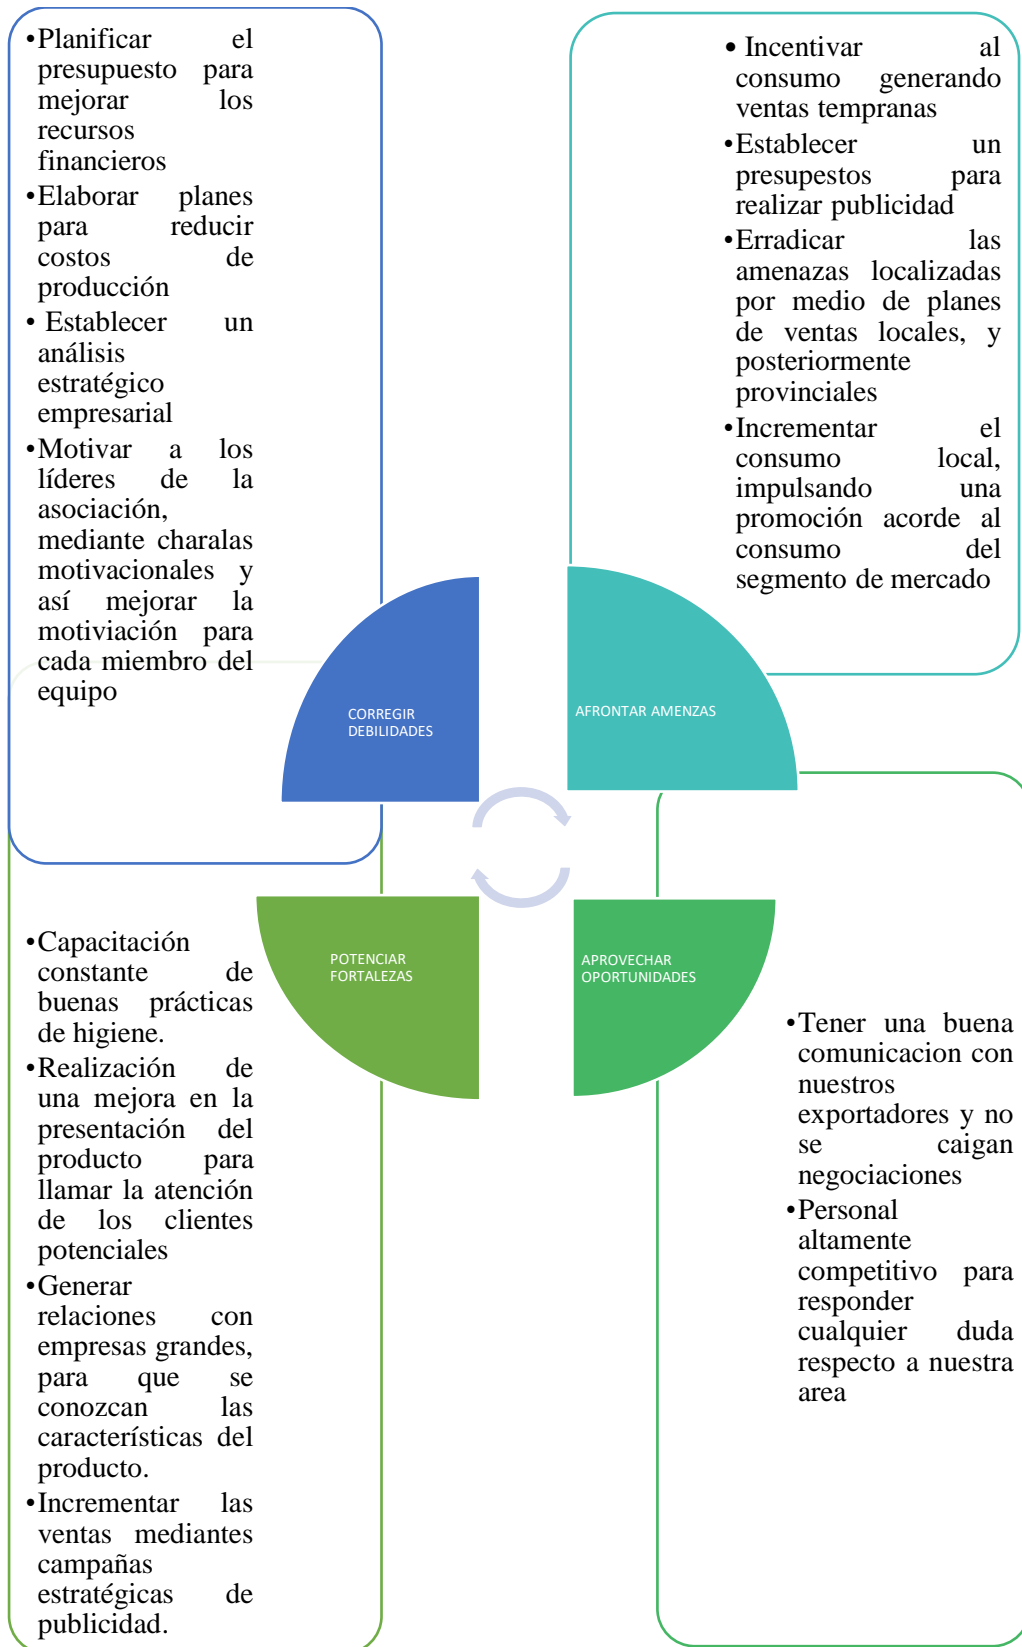 •Planificar el
presupuesto para
mejorar los
recursos
financieros
•Elaborar planes
para reducir
costos de
producción
• Establecer un
análisis
estratégico
empresarial
•Motivar a los
líderes de la
asociación,
mediante charalas
motivacionales y
así mejorar la
motiviación para
cada miembro del
equipo
• Incentivar al
consumo generando
ventas tempranas
•Establecer un
presupestos para
realizar publicidad
•Erradicar las
amenazas localizadas
por medio de planes
de ventas locales, y
posteriormente
provinciales
•Incrementar el
consumo local,
impulsando una
promoción acorde al
consumo del
segmento de mercado
CORREGIR
DEBILIDADES
AFRONTAR AMENZAS
POTENCIAR
FORTALEZAS
APROVECHAR
OPORTUNIDADES
•Capacitación
constante de
buenas prácticas
de higiene.
•Realización de
una mejora en la
presentación del
producto para
llamar la atención
de los clientes
potenciales
•Generar
relaciones con
empresas grandes,
para que se
conozcan las
características del
producto.
•Incrementar las
ventas mediantes
campañas
estratégicas de
publicidad.
•Tener una buena
comunicacion con
nuestros
exportadores y no
se caigan
negociaciones
•Personal
altamente
competitivo para
responder
cualquier duda
respecto a nuestra
area